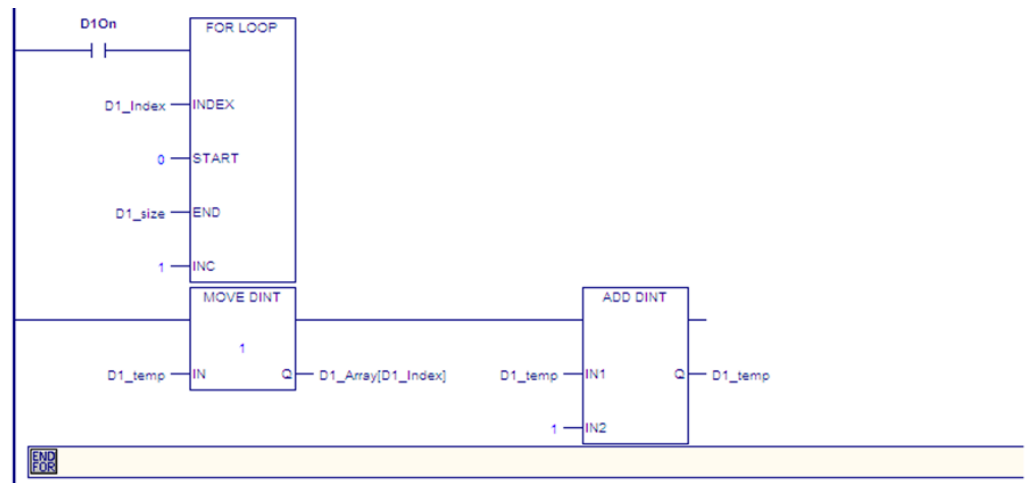 D1On
FOR LOOP
D1_Index INDEX
0 START
D1_size END
1 INC
MOVE DINT ADD DINT
1
D1_temp IN Q D1_Array[D1_Index] D1_temp IN1 Q D1_temp
1 IN2
END
FOR